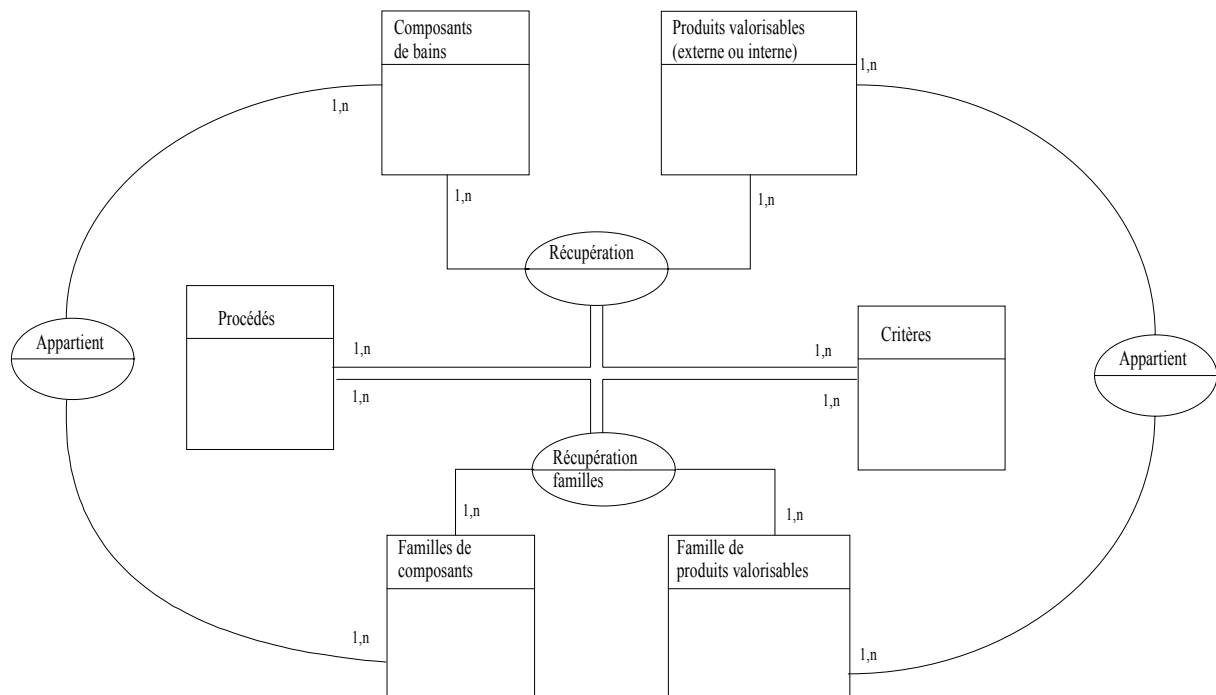 Composants
de bains
Produits valorisables
(externe ou interne)
1,n
1,n
1,n
1,n
Récupération
Procédés
Critères
Appartient
Appartient
1,n
1,n
1,n
1,n
Récupération
familles
1,n
1,n
Familles de
composants
Famille de
produits valorisables
1,n
1,n